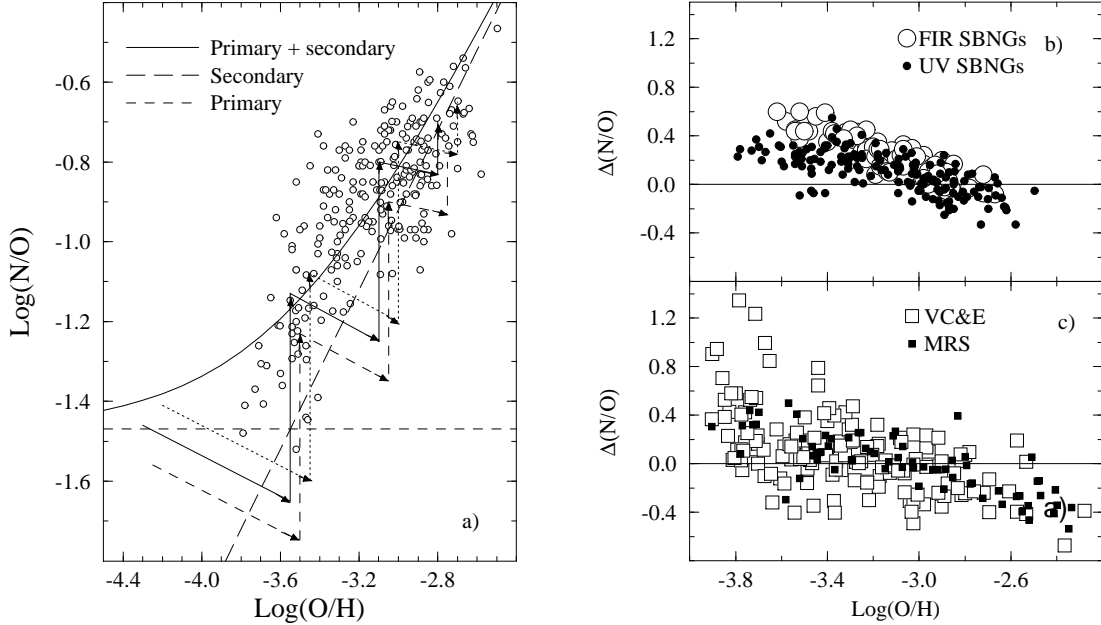 Primary + secondary
Secondary
Primary
-0.6
-0.8
-1.0
-1.2
-1.4
-1.6
Log(N/O)
a)
-4.4
-4.0
-3.6
-3.2
-2.8
Log(O/H)
FIR SBNGs
UV SBNGs
b)
1.2
0.8
0.4
0.0
-0.4
Δ(N/O)
VC&E
MRS
c)
1.2
0.8
0.4
0.0
-0.4
Δ(N/O)
a)
-3.8
-3.4
-3.0
-2.6
Log(O/H)